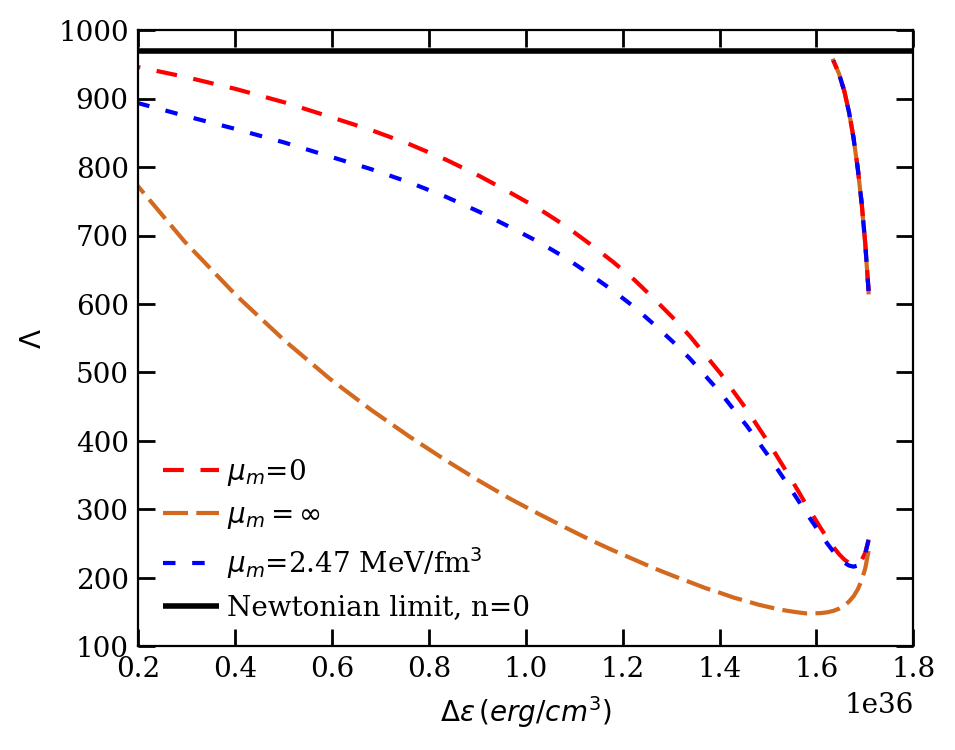 1000
900
800
700
600
500
400
300
200
100
Λ
μₘ=0
μₘ = ∞
μₘ=2.47 MeV/fm³
Newtonian limit, n=0
0.2 0.4 0.6 0.8 1.0 1.2 1.4 1.6 1.8
1e36
Δε (erg/cm³)